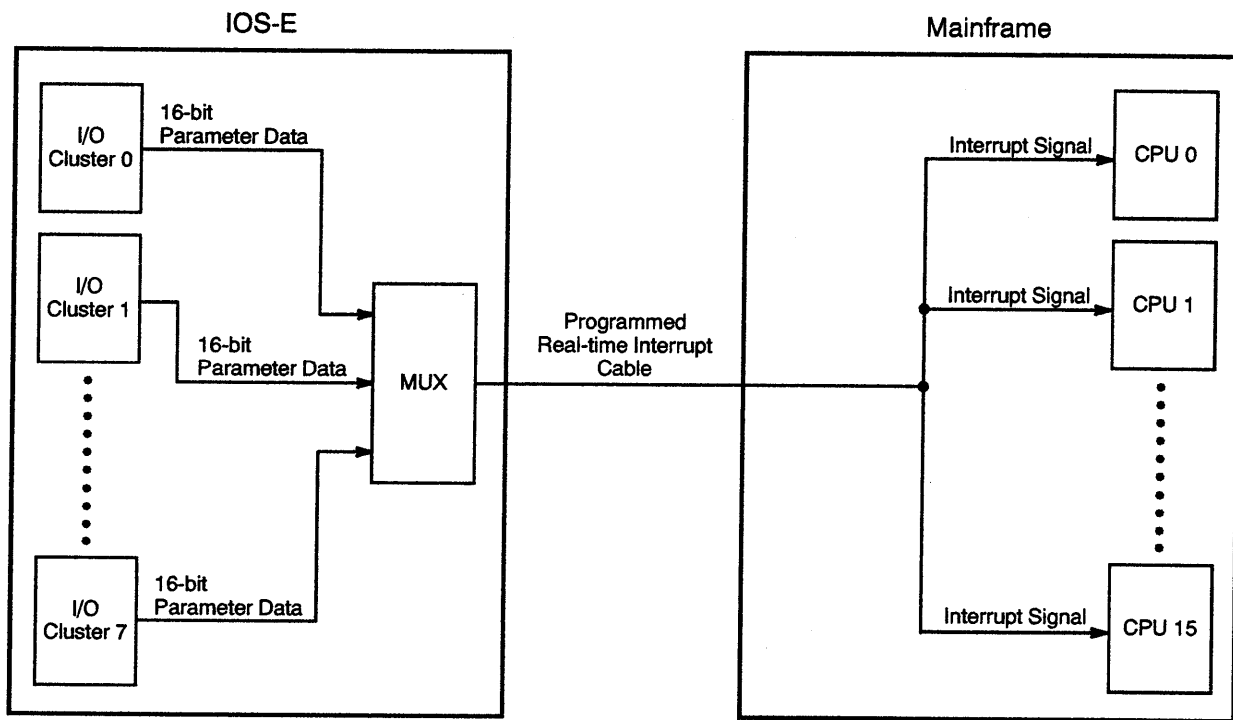 IOS-E
Mainframe
I/O
Cluster 0
16-bit
Parameter Data
I/O
Cluster 1
16-bit
Parameter Data
I/O
Cluster 7
16-bit
Parameter Data
MUX
Programmed
Real-time Interrupt
Cable
Interrupt Signal
CPU 0
Interrupt Signal
CPU 1
Interrupt Signal
CPU 15